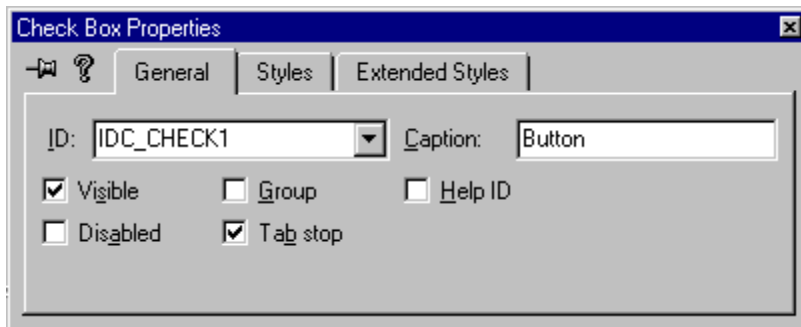 Check Box Properties
General Styles Extended Styles
ID: IDC_CHECK1 Caption: Button
Visible Group Help ID
Disabled Tab stop